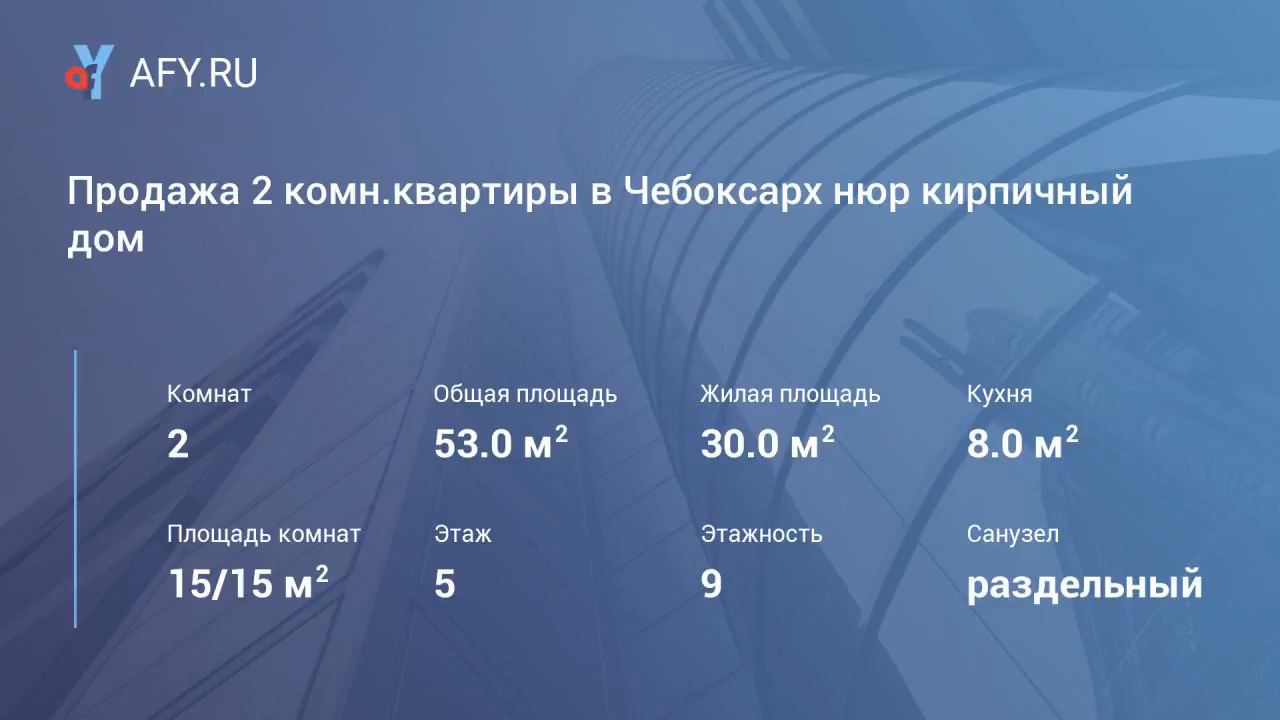 AFY.RU
Продажа 2 комн.квартиры в Чебоксарх нюр кирпичный
дом
Комнат
2
Общая площадь
53.0 м²
Жилая площадь
30.0 м²
Кухня
8.0 м²
Площадь комнат
15/15 м²
Этаж
5
Этажность
9
Санузел
раздельный